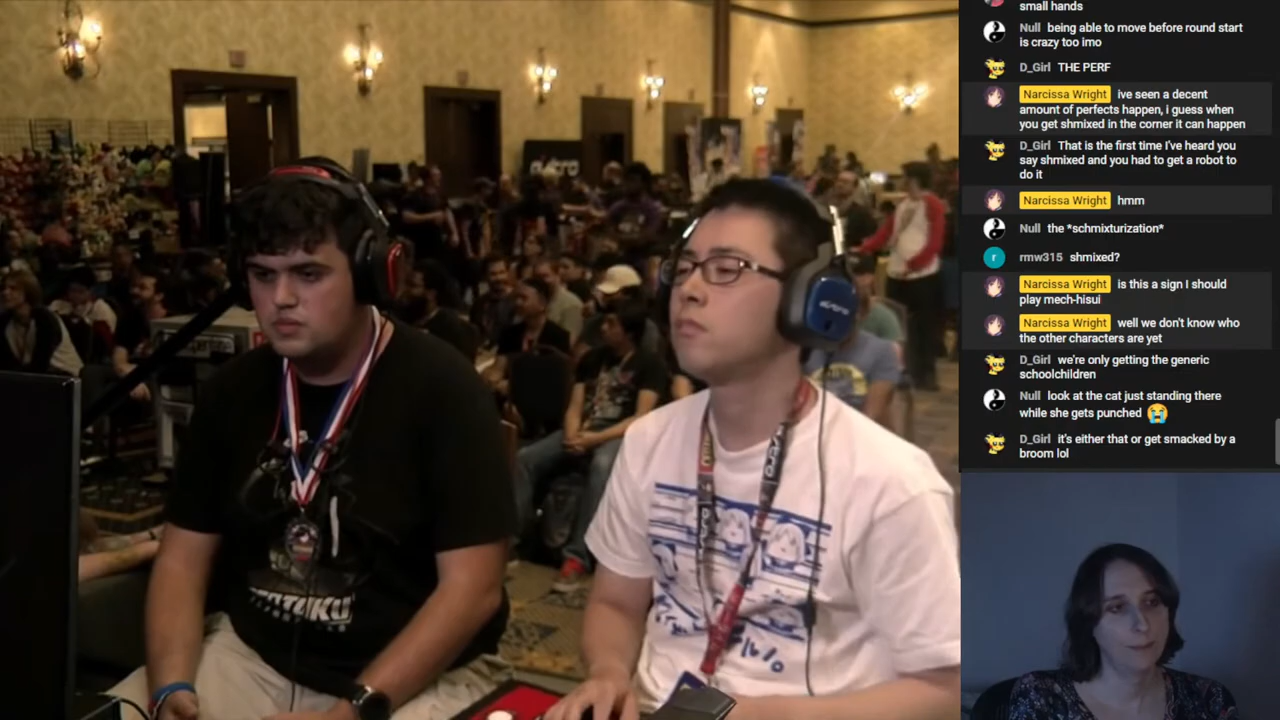 small hands
Null being able to move before round start
is crazy too imo
D_Girl THE PERF
Narcissa Wright ive seen a decent
amount of perfects happen, i guess when
you get shmixed in the corner it can happen
D_Girl That is the first time I've heard you
say shmixed and you had to get a robot to
do it
Narcissa Wright hmm
Null the *schmixturization*
r rmw315 shmixed?
Narcissa Wright is this a sign I should
play mech-hisui
Narcissa Wright well we don't know who
the other characters are yet
D_Girl we're only getting the generic
schoolchildren
Null look at the cat just standing there
while she gets punched 😭
D_Girl it's either that or get smacked by a
broom lol